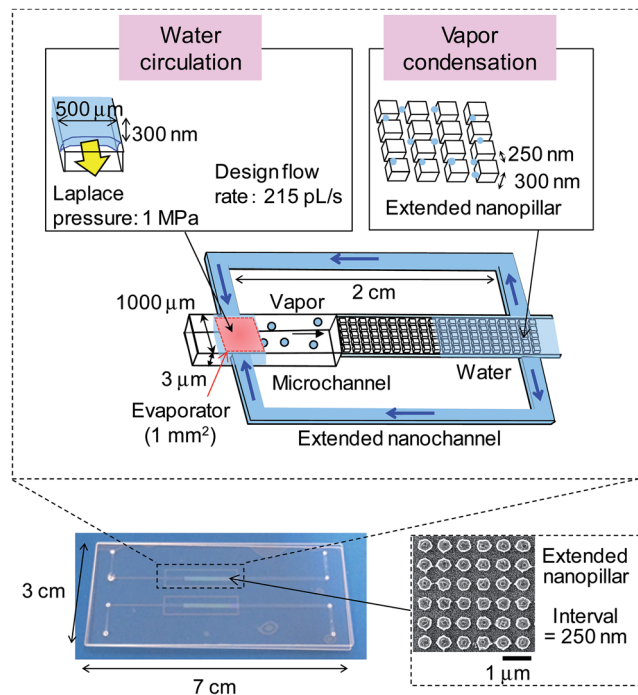 Water
circulation
Vapor
condensation
500 μm
300 nm
Laplace
pressure: 1 MPa
Design flow
rate: 215 pL/s
250 nm
300 nm
Extended nanopillar
2 cm
1000 μm
Vapor
3 μm
Microchannel
Water
Evaporator
(1 mm²)
Extended nanochannel
3 cm
7 cm
Extended
nanopillar
Interval
= 250 nm
1 μm